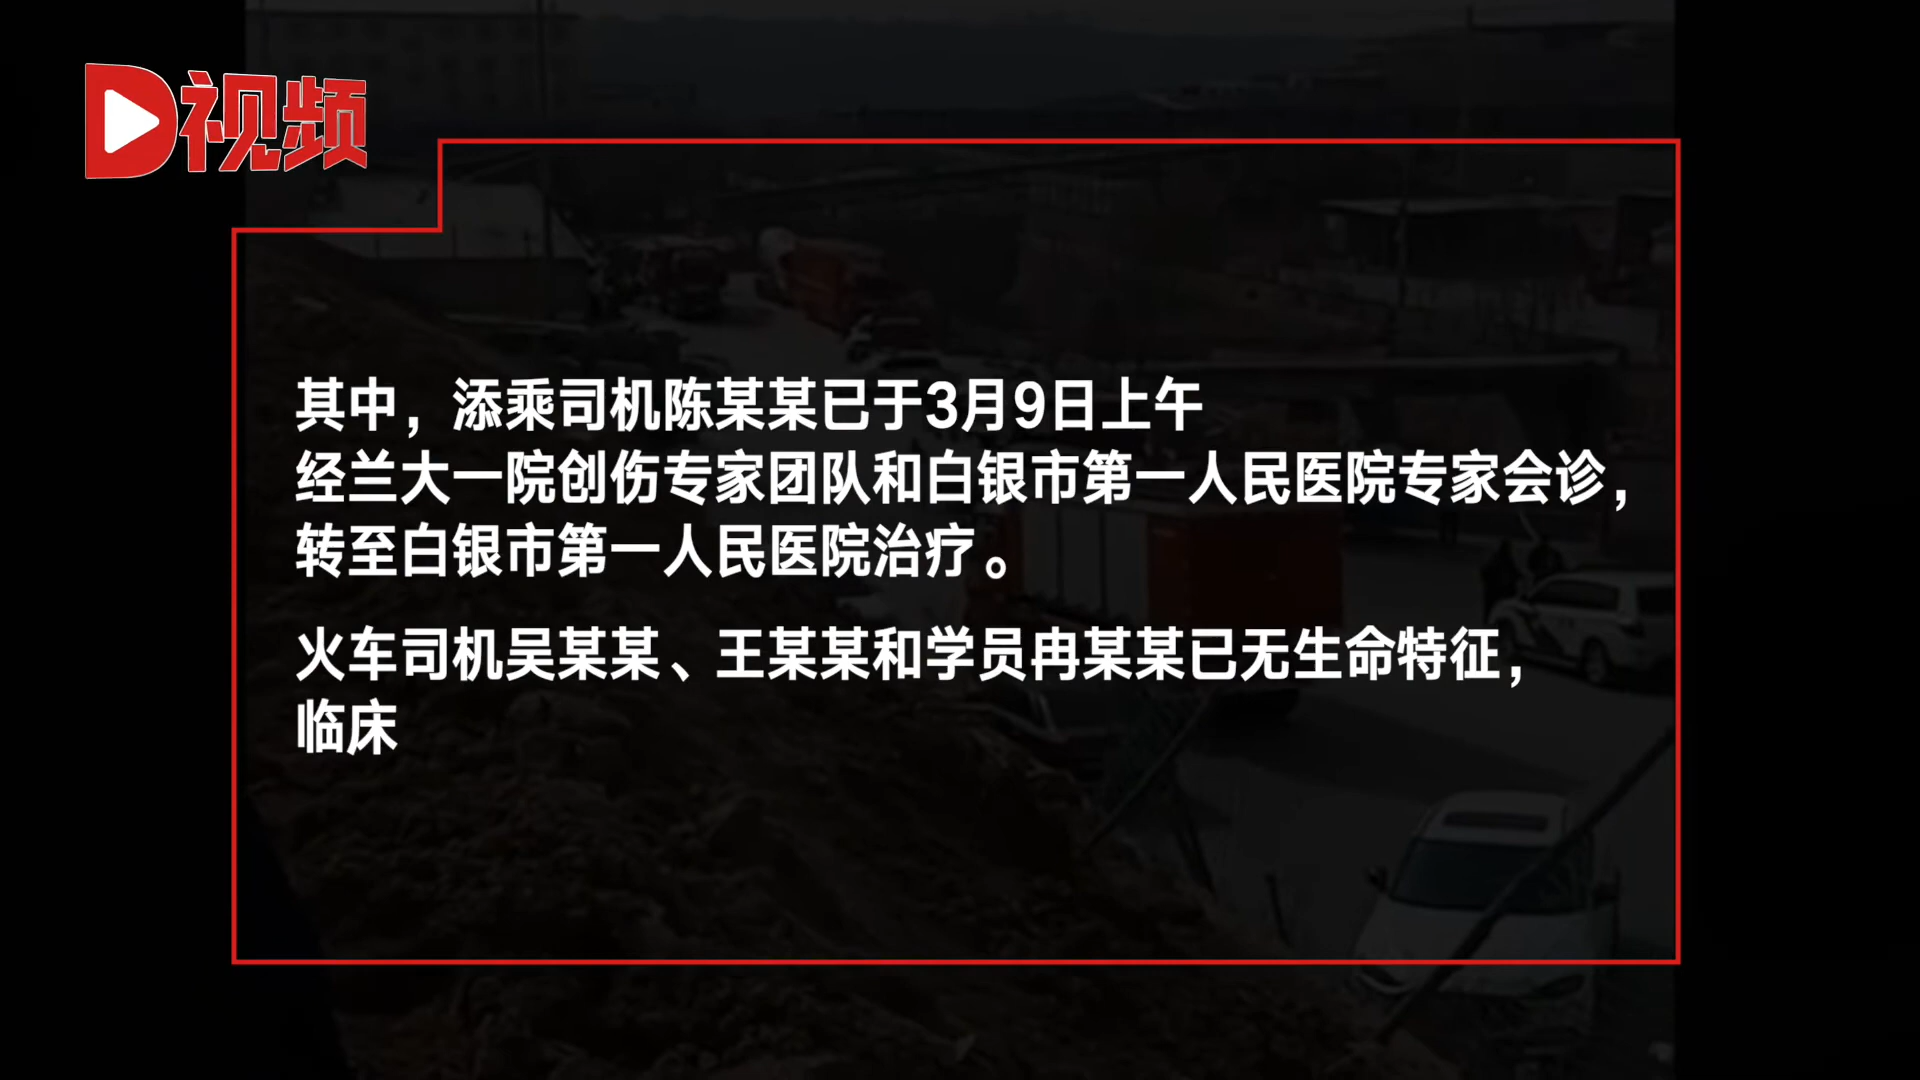 视频
其中，添乘司机陈某某已于3月9日上午
经兰大一院创伤专家团队和白银市第一人民医院专家会诊，
转至白银市第一人民医院治疗。
火车司机吴某某、王某某和学员冉某某已无生命特征，
临床